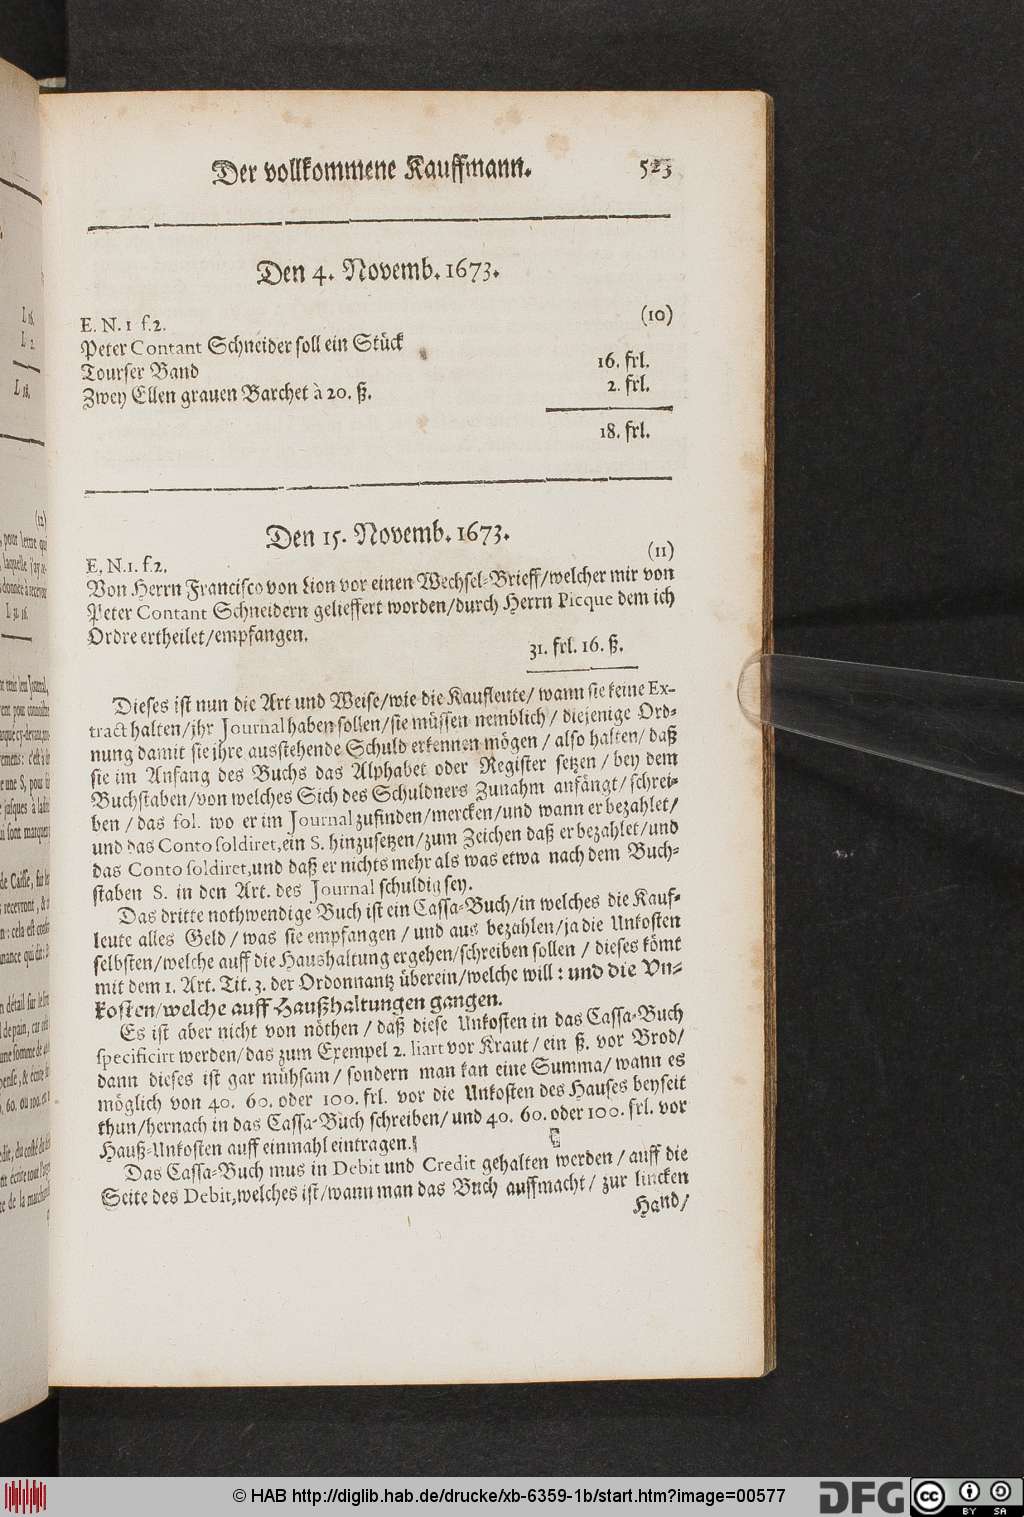 Der vollkommene Kauffmann. 523
Den 4. Novemb. 1673.
E. N. 1 f. 2. (10)
Peter Contant Schneider soll ein Stück
Tourser Band 16. frl.
Zwey Ellen grauen Barchet à 20. ß. 2. frl.
18. frl.
Den 15. Novemb. 1673.
E. N. 1. f. 2. (11)
Von Herrn Francisco von Lion vor einen Wechsel-Brieff/welcher mir von
Peter Contant Schneidern gelieffert worden/durch Herrn Picque dem ich
Ordre ertheilet/empfangen.
31. frl. 16. ß.
Dieses ist nun die Art und Weise/wie die Kaufleute/ wann sie keine Ex-
tract halten/jhr Journal haben sollen/sie müssen nemblich / diejenige Ord-
nung damit sie ihre ausstehende Schuld erkennen mögen / also halten/ daß
sie im Anfang des Buchs das Alphabet oder Register setzen / bey dem
Buchstaben/von welches Sich des Schuldners Zunahm anfängt/ schrei-
ben / das fol. wo er im Journal zufinden/mercken/und wann er bezahlet/
und das Conto soldiret,ein S. hinzusetzen/zum Zeichen daß er bezahlet/und
das Conto soldiret,und daß er nichts mehr als was etwa nach dem Buch-
staben S. in den Art. des Journal schuldig sey.
Das dritte nothwendige Buch ist ein Cassa-Buch/in welches die Kauf-
leute alles Geld / was sie empfangen / und aus bezahlen/ja die Unkosten
selbsten/welche auff die Haushaltung ergehen/schreiben sollen / dieses kömt
mit dem 1. Art. Tit. 3. der Ordonnantz überein/welche will : und die Vn-
kosten/welche auff Haußhaltungen gangen.
Es ist aber nicht von nöthen / daß diese Unkosten in das Cassa-Buch
specificirt werden/das zum Exempel 2. liart vor Kraut / ein ß. vor Brod/
dann dieses ist gar mühsam / sondern man kan eine Summa/ wann es
möglich von 40. 60. oder 100. frl. vor die Unkosten des Hauses beyseit
thun/hernach in das Cassa-Buch schreiben/ und 40. 60. oder 100. frl. vor
Hauß-Unkosten auff einmahl eintragen.
Das Cassa-Buch mus in Debit und Credit gehalten werden / auff die
Seite des Debit,welches ist/wann man das Buch auffmacht / zur lincken
Hand/
L 16.
L 2.
L 18.
(12)
L 31. 16.
© HAB http://diglib.hab.de/drucke/xb-6359-1b/start.htm?image=00577
DFG
cc BY SA